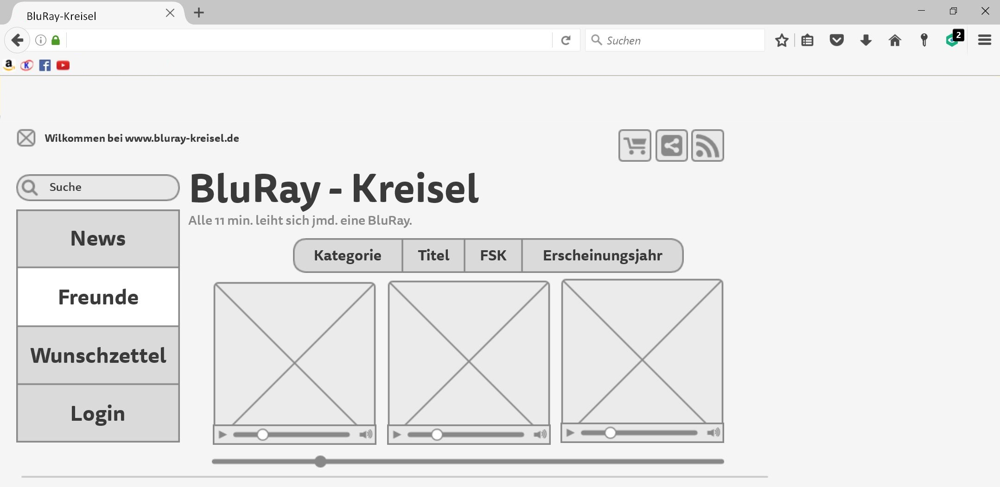 BluRay-Kreisel
Suchen
2
a K f
Wilkommen bei www.bluray-kreisel.de
Suche
BluRay - Kreisel
Alle 11 min. leiht sich jmd. eine BluRay.
News
Freunde
Wunschzettel
Login
Kategorie Titel FSK Erscheinungsjahr